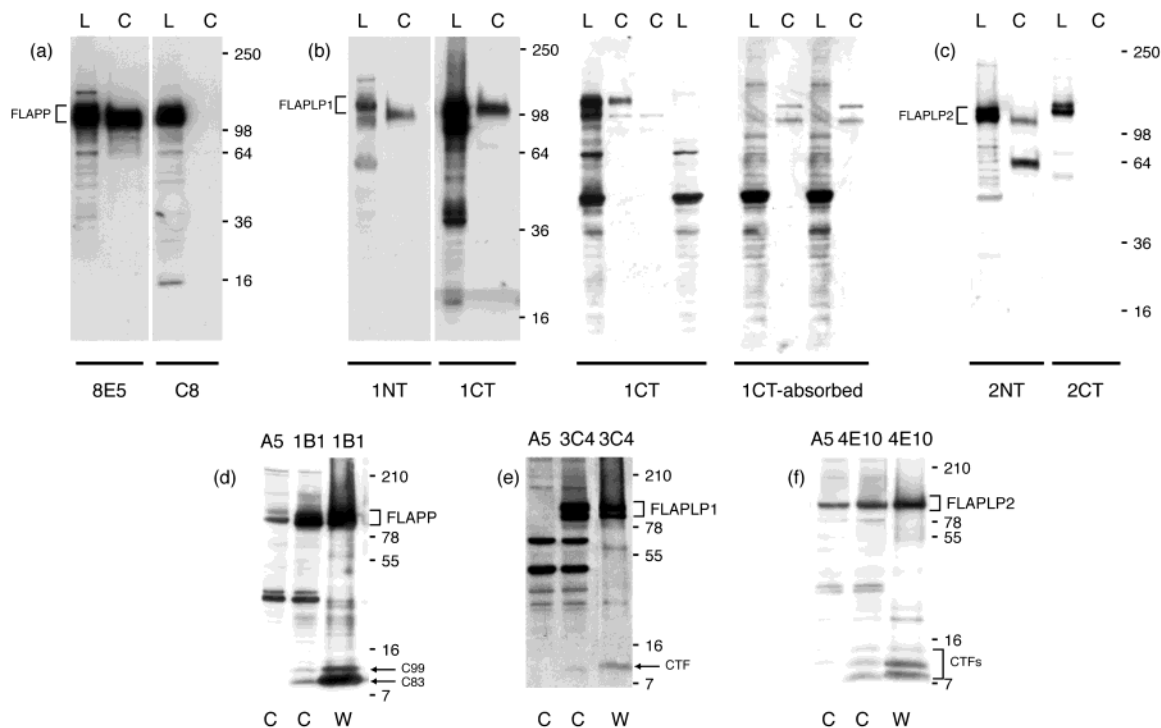 L C L C L C L C L C C L L C L C L C L C
(a) 250 (b) 250 (c) 250
FLAPP FLAPLP1 98 FLAPLP2
98 98
64 64 64
36 36 36
16 16 16
8E5 C8 1NT 1CT 1CT 1CT-absorbed 2NT 2CT
A5 1B1 1B1 A5 3C4 3C4 A5 4E10 4E10
(d) 210 (e) 210 (f) 210
FLAPP FLAPLP1 FLAPLP2
78 78 78
55 55 55
16 16 16
C99 CTF CTFs
C83
7 7 7
C C W C C W C C W